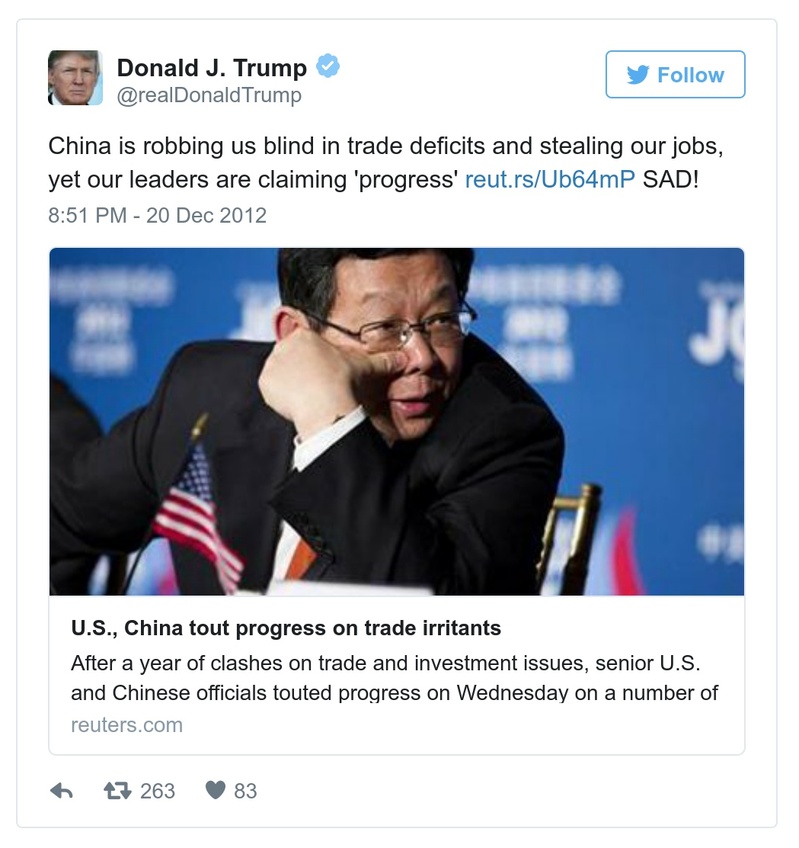 Donald J. Trump
@realDonaldTrump
Follow
China is robbing us blind in trade deficits and stealing our jobs,
yet our leaders are claiming 'progress' reut.rs/Ub64mP SAD!
8:51 PM - 20 Dec 2012
U.S., China tout progress on trade irritants
After a year of clashes on trade and investment issues, senior U.S.
and Chinese officials touted progress on Wednesday on a number of
reuters.com
263 83